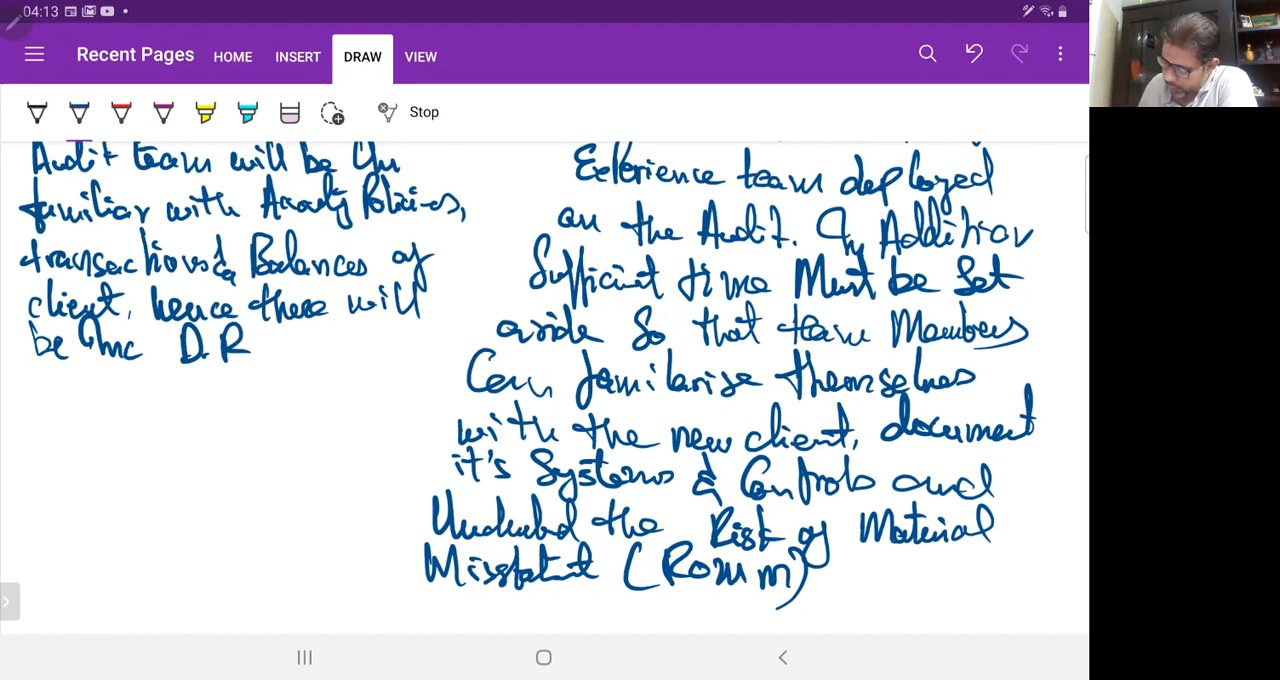 04:13
Recent Pages HOME INSERT DRAW VIEW
Stop
Audit team will be Un
familiar with Policies,
transactions & Balances of
client, hence there will
be Inc D.R
Experience team deployed
on the Audit. In Addition
Sufficient time Must be Set
aside So that team Members
Can familiarise themselves
with the new client, document
it's Systems & Controls and
the Risk of Material
(ROMM)